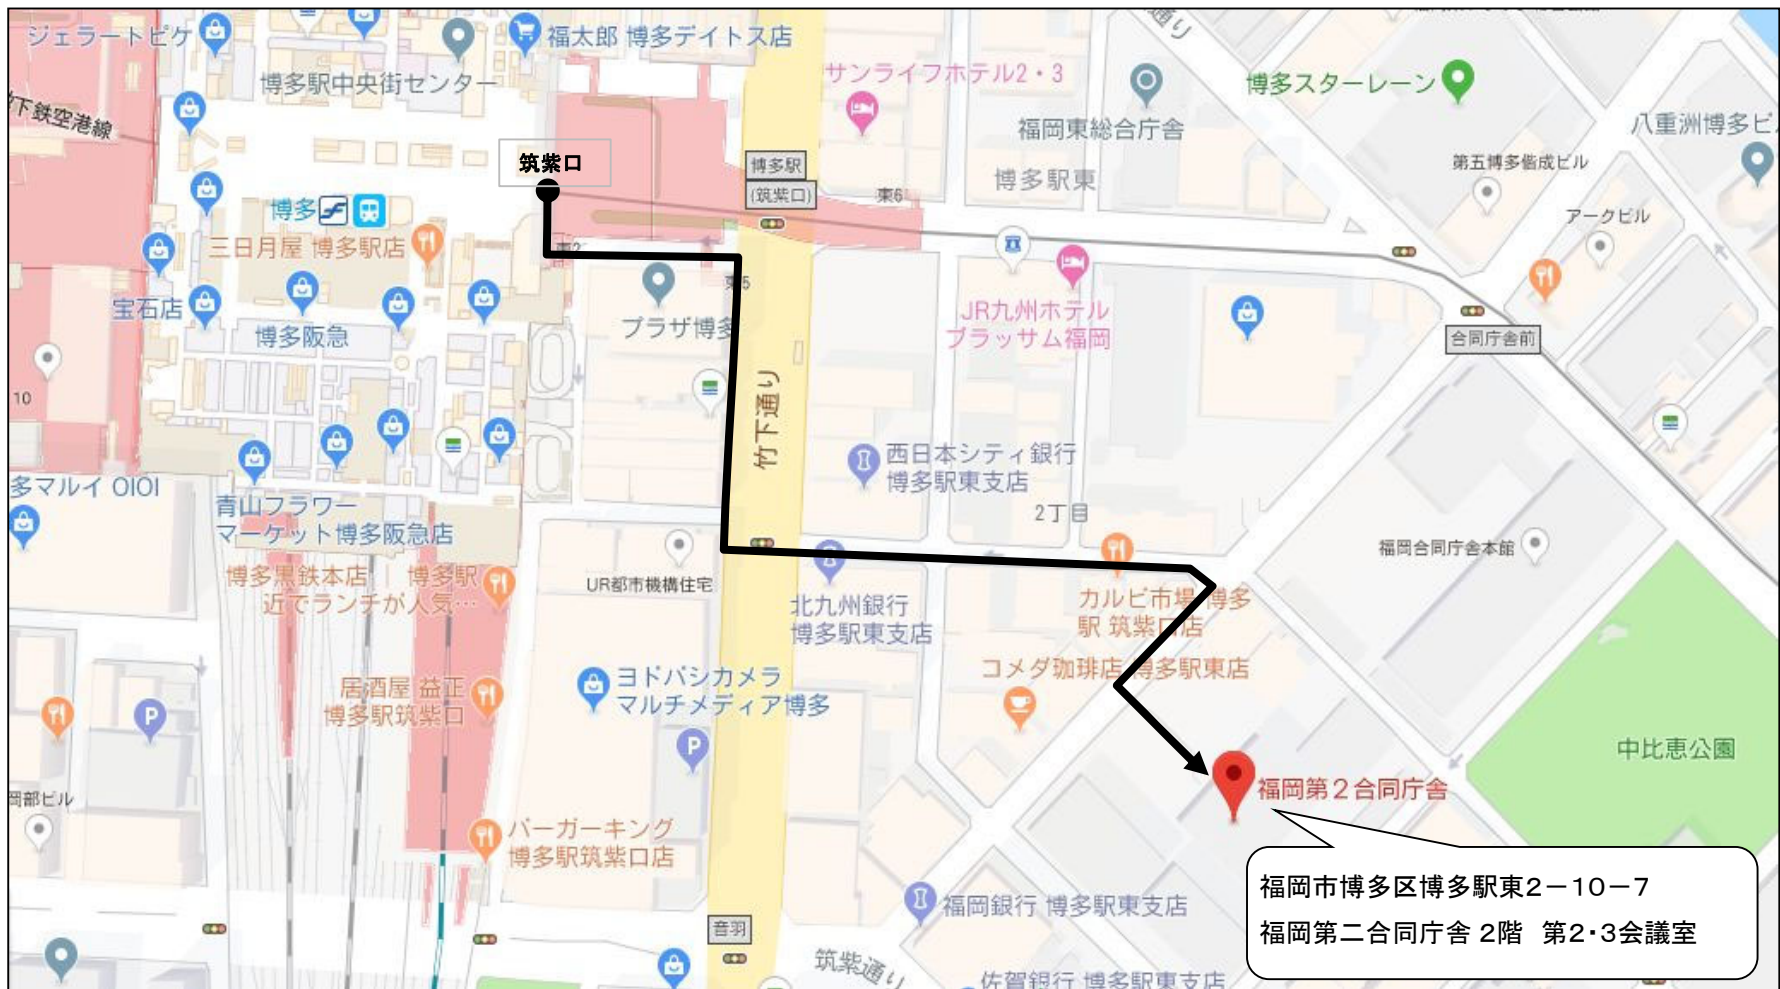 ジェラートピケ
福太郎 博多デイトス店
博多駅中央街センター
サンライフホテル2・3
博多スターレーン
福岡東総合庁舎
八重洲博多ビ
下鉄空港線
筑紫口
博多駅
(筑紫口)
東6
博多駅東
第五博多偕成ビル
アークビル
博多
三日月屋 博多駅店
東2
東5
宝石店
博多阪急
プラザ博多
JR九州ホテル
ブラッサム福岡
合同庁舎前
10
竹下通り
西日本シティ銀行
博多駅東支店
多マルイ OIOI
青山フラワー
マーケット博多阪急店
2丁目
福岡合同庁舎本館
博多黒鉄本店｜博多駅
近でランチが人気…
UR都市機構住宅
北九州銀行
博多駅東支店
カルビ市場 博多
駅 筑紫口店
コメダ珈琲店 博多駅東店
居酒屋 益正
博多駅筑紫口
ヨドバシカメラ
マルチメディア博多
P
P
中比恵公園
福岡第2合同庁舎
岡部ビル
バーガーキング
博多駅筑紫口店
福岡市博多区博多駅東2－10－7
福岡第二合同庁舎 2階 第2・3会議室
福岡銀行 博多駅東支店
音羽
筑紫通り
佐賀銀行 博多駅東支店